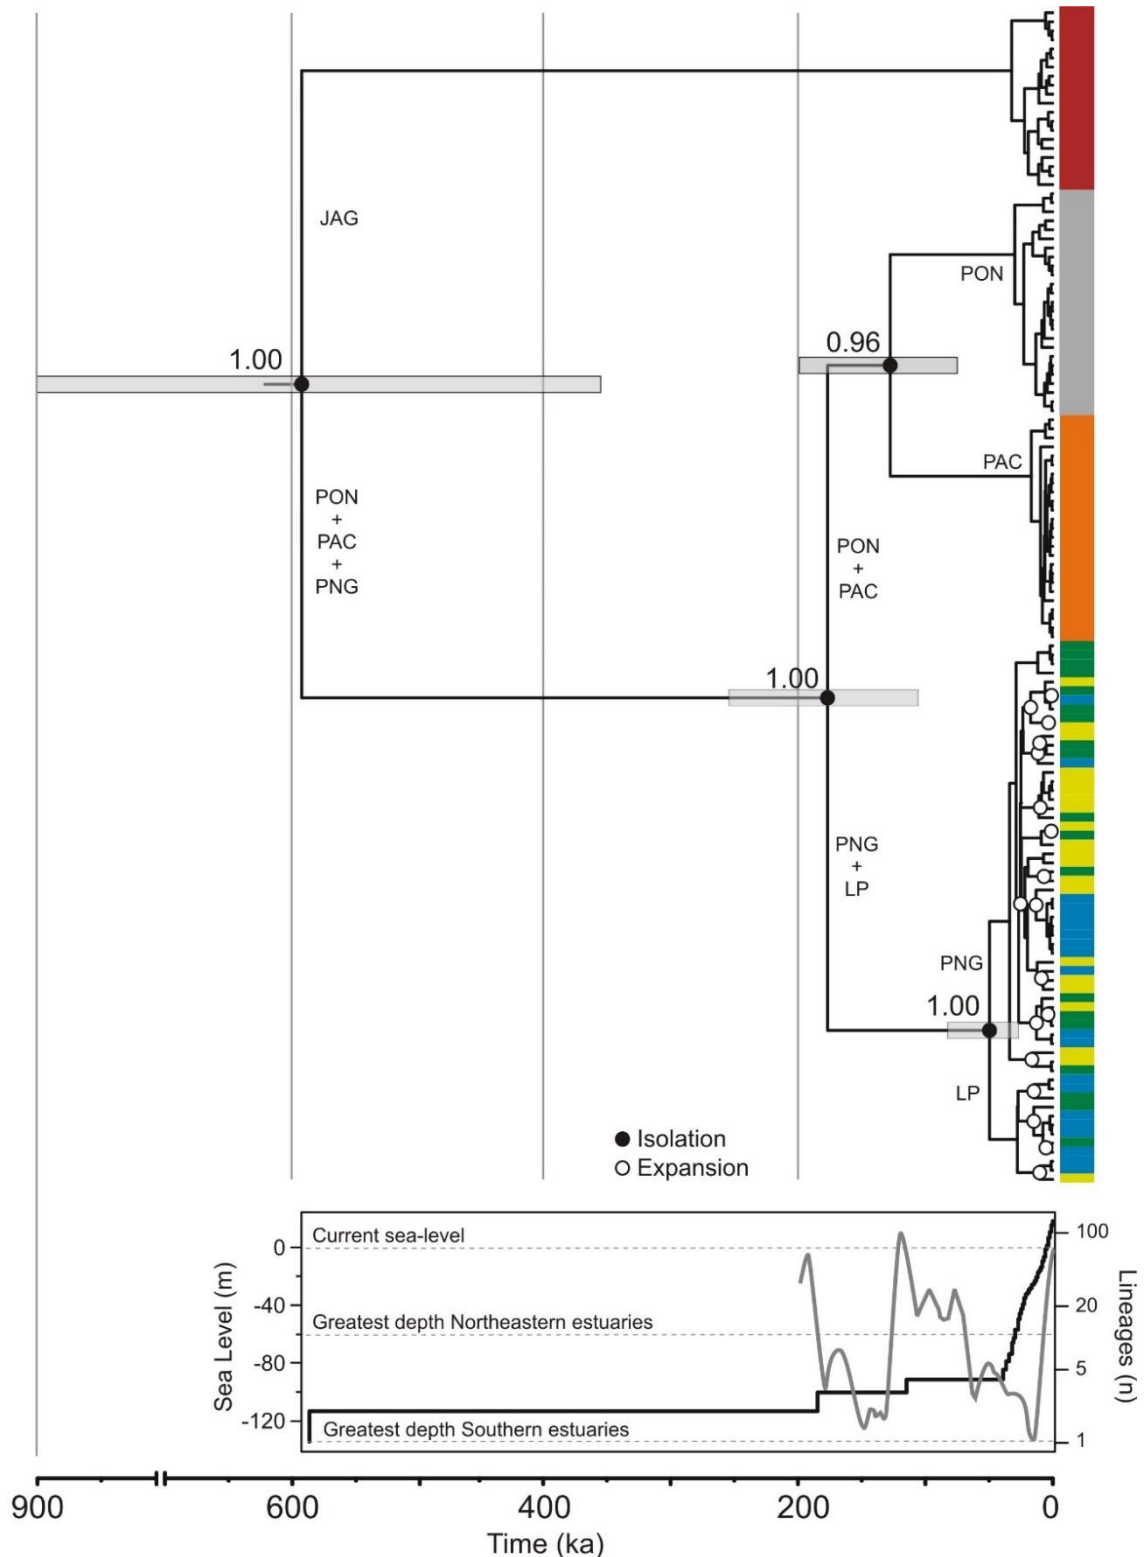 JAG
PON
1.00
0.96
PAC
PON
+
PAC
+
PNG
PON
+
PAC
1.00
PNG
+
LP
PNG
1.00
LP
Isolation
Expansion
Current sea-level
Greatest depth Northeastern estuaries
Greatest depth Southern estuaries
Sea Level (m)
0
-40
-80
-120
100
20
5
1
Lineages (n)
900 600 400 200 0
Time (ka)